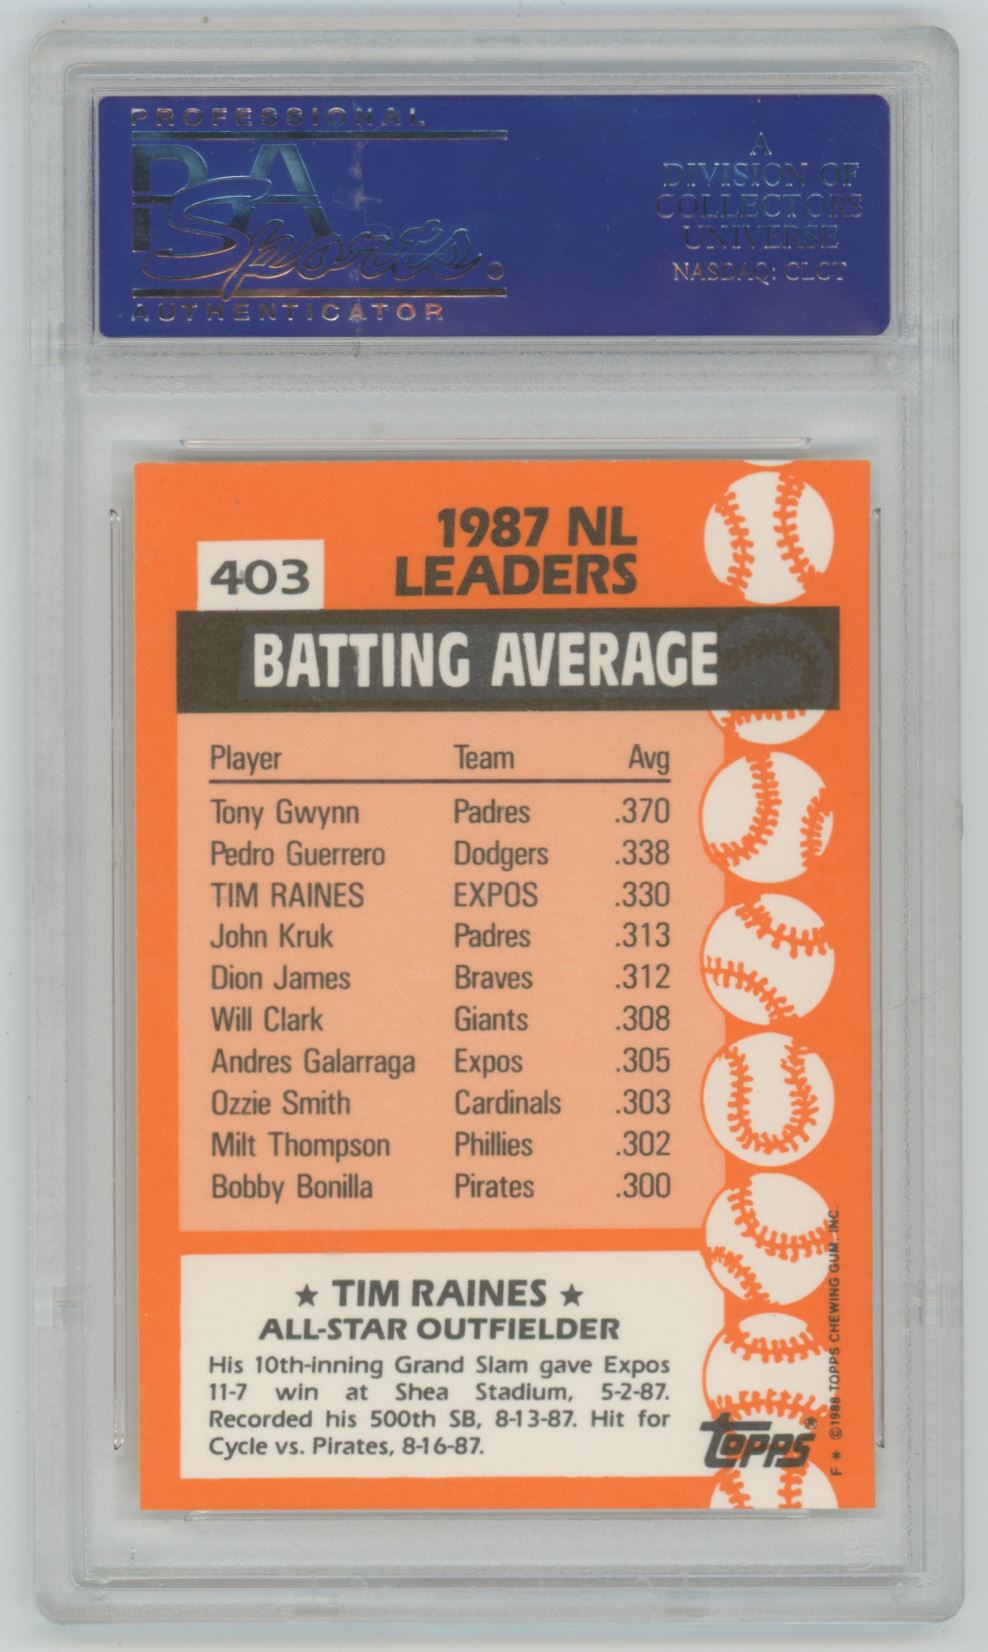 PROFESSIONAL
PSA
Sports®
AUTHENTICATOR
A
DIVISION OF
COLLECTORS
UNIVERSE
NASDAQ: CLCT
403
1987 NL
LEADERS
BATTING AVERAGE
Player Team Avg
Tony Gwynn Padres .370
Pedro Guerrero Dodgers .338
TIM RAINES EXPOS .330
John Kruk Padres .313
Dion James Braves .312
Will Clark Giants .308
Andres Galarraga Expos .305
Ozzie Smith Cardinals .303
Milt Thompson Phillies .302
Bobby Bonilla Pirates .300
★ TIM RAINES ★
ALL-STAR OUTFIELDER
His 10th-inning Grand Slam gave Expos
11-7 win at Shea Stadium, 5-2-87.
Recorded his 500th SB, 8-13-87. Hit for
Cycle vs. Pirates, 8-16-87.
topps®
F * ©1988 TOPPS CHEWING GUM, INC.